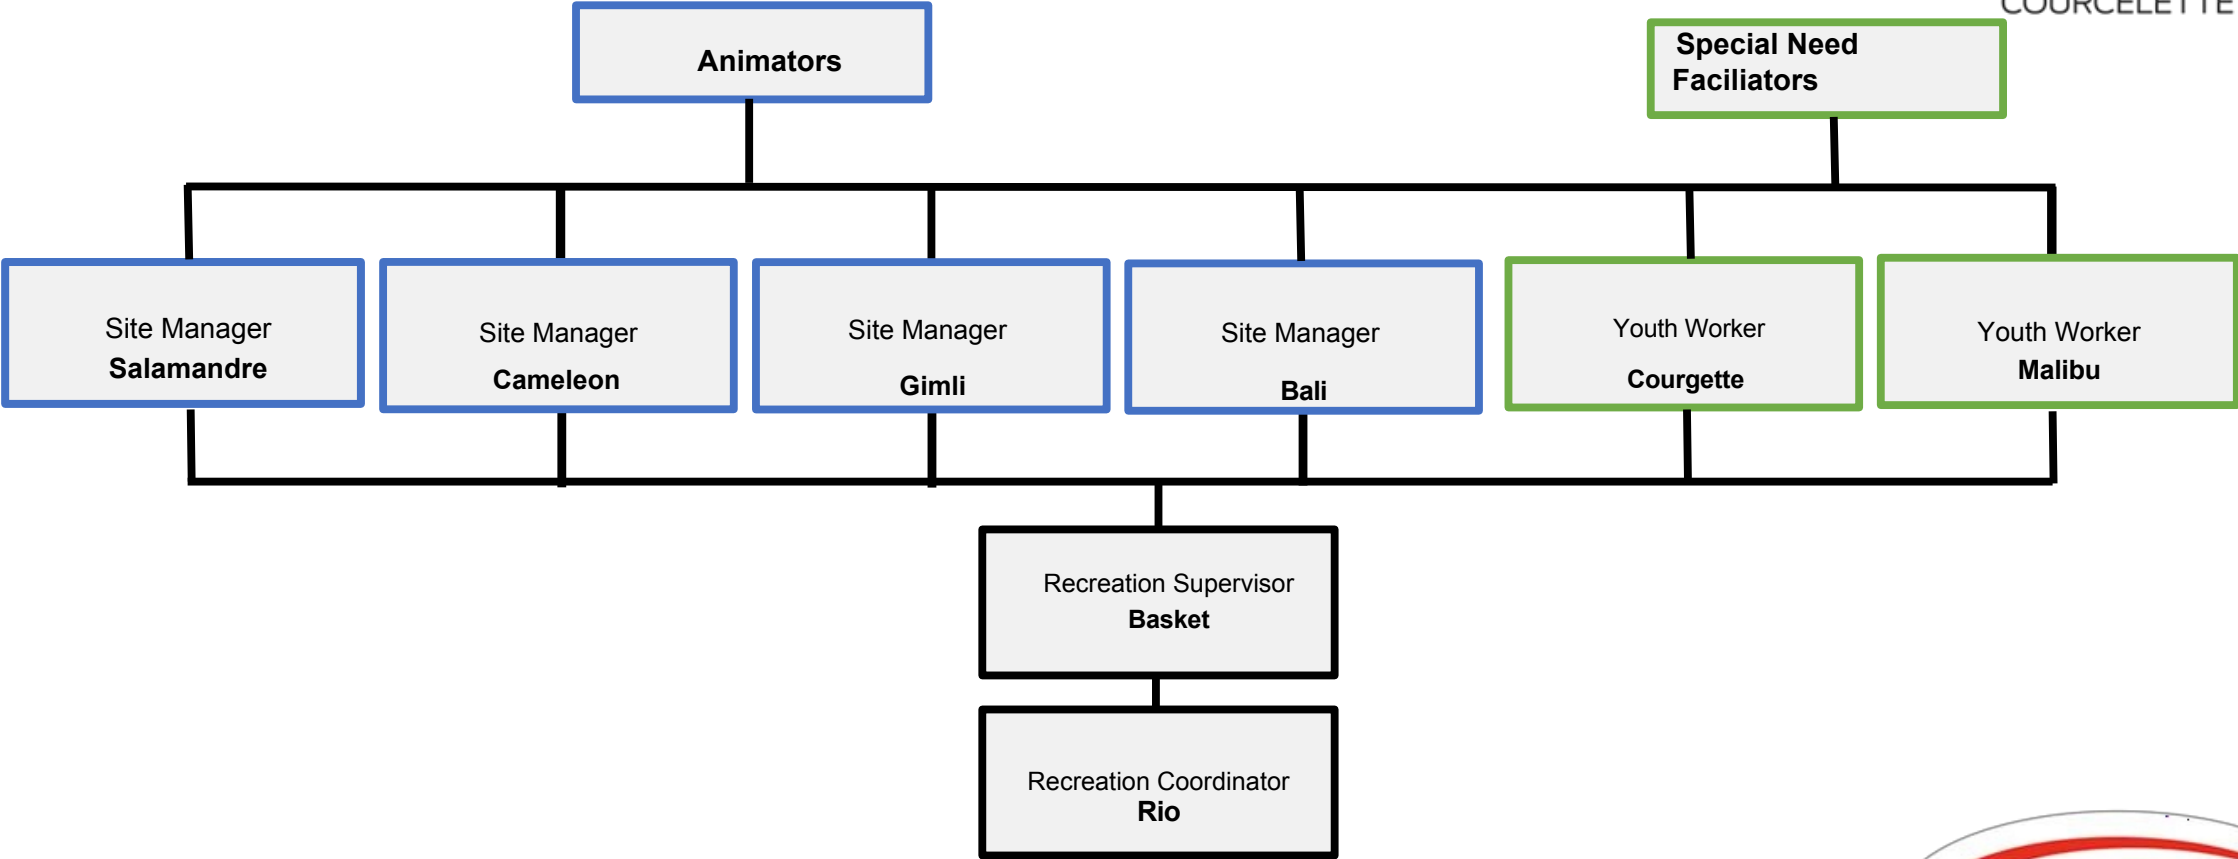 COURCELETTE
Animators
Special Need
Faciliators
Site Manager
Salamandre
Site Manager
Cameleon
Site Manager
Gimli
Site Manager
Bali
Youth Worker
Courgette
Youth Worker
Malibu
Recreation Supervisor
Basket
Recreation Coordinator
Rio